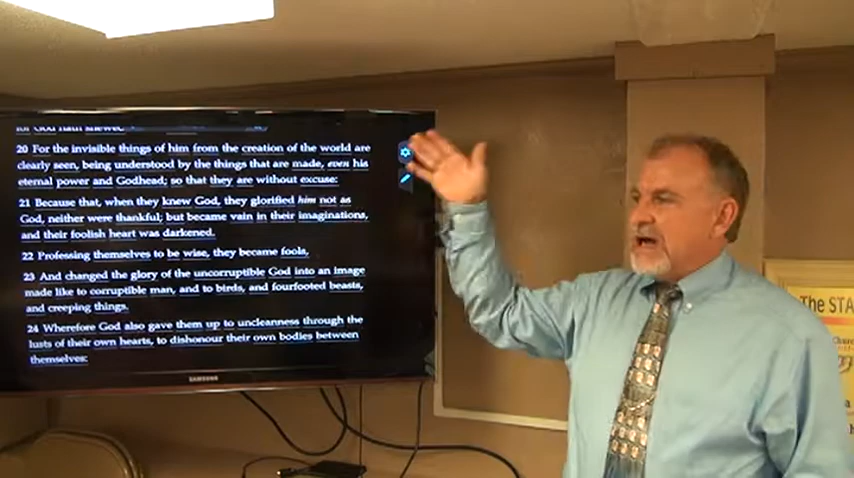 for God hath shewed
20 For the invisible things of him from the creation of the world are
clearly seen, being understood by the things that are made, even his
eternal power and Godhead; so that they are without excuse:
21 Because that, when they knew God, they glorified him not as
God, neither were thankful; but became vain in their imaginations,
and their foolish heart was darkened.
22 Professing themselves to be wise, they became fools,
23 And changed the glory of the uncorruptible God into an image
made like to corruptible man, and to birds, and fourfooted beasts,
and creeping things.
24 Wherefore God also gave them up to uncleanness through the
lusts of their own hearts, to dishonour their own bodies between
themselves:
SAMSUNG
The STA
Church